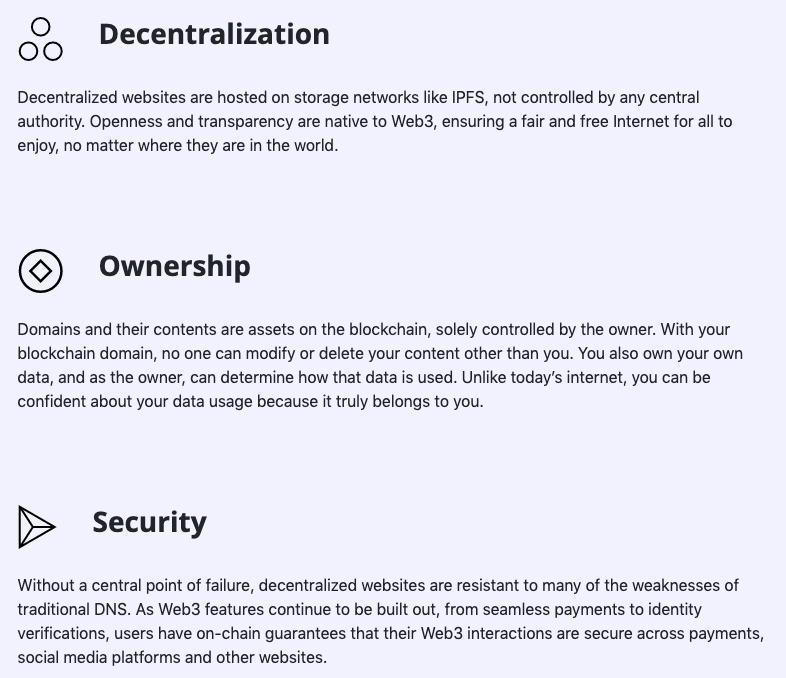 Decentralization
Decentralized websites are hosted on storage networks like IPFS, not controlled by any central
authority. Openness and transparency are native to Web3, ensuring a fair and free Internet for all to
enjoy, no matter where they are in the world.
Ownership
Domains and their contents are assets on the blockchain, solely controlled by the owner. With your
blockchain domain, no one can modify or delete your content other than you. You also own your own
data, and as the owner, can determine how that data is used. Unlike today’s internet, you can be
confident about your data usage because it truly belongs to you.
Security
Without a central point of failure, decentralized websites are resistant to many of the weaknesses of
traditional DNS. As Web3 features continue to be built out, from seamless payments to identity
verifications, users have on-chain guarantees that their Web3 interactions are secure across payments,
social media platforms and other websites.